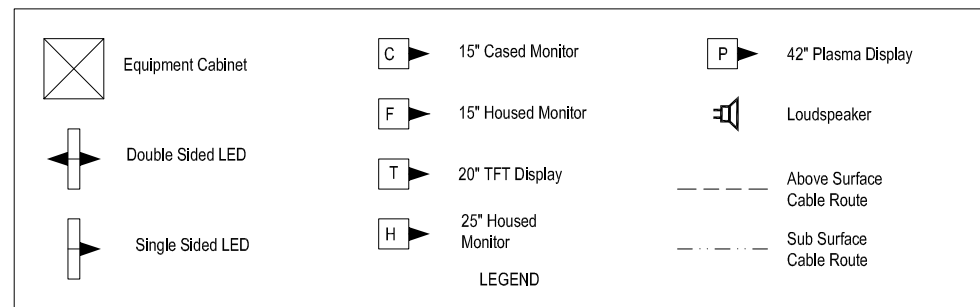 Equipment Cabinet
Double Sided LED
Single Sided LED
C
15" Cased Monitor
F
15" Housed Monitor
T
20" TFT Display
H
25" Housed
Monitor
LEGEND
P
42" Plasma Display
Loudspeaker
Above Surface
Cable Route
Sub Surface
Cable Route